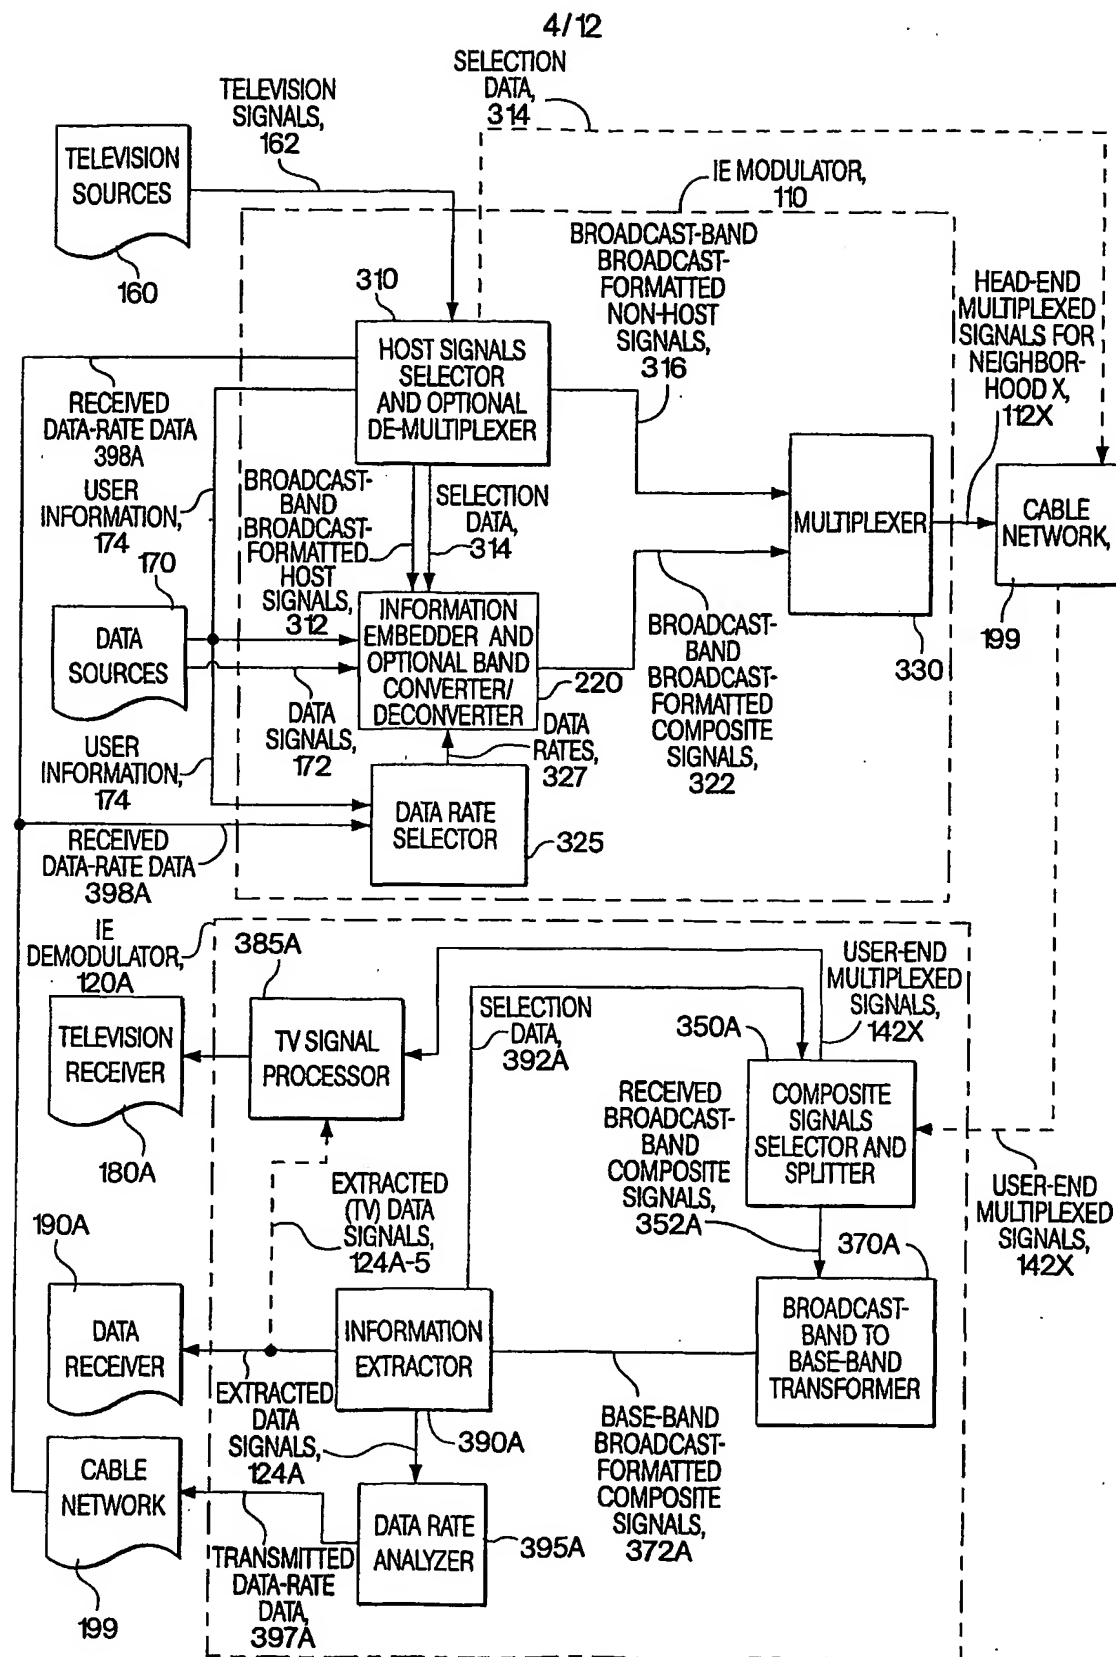 4/12
SELECTION
DATA,
314
TELEVISION
SIGNALS,
162
TELEVISION
SOURCES
160
IE MODULATOR,
110
BROADCAST-BAND
BROADCAST-
FORMATTED
NON-HOST
SIGNALS,
316
310
HOST SIGNALS
SELECTOR
AND OPTIONAL
DE-MULTIPLEXER
HEAD-END
MULTIPLEXED
SIGNALS FOR
NEIGHBOR-
HOOD X,
112X
RECEIVED
DATA-RATE DATA
398A
USER
INFORMATION,
174
BROADCAST-
BAND
BROADCAST-
FORMATTED
HOST
SIGNALS,
312
SELECTION
DATA,
314
MULTIPLEXER
330
CABLE
NETWORK,
199
170
DATA
SOURCES
INFORMATION
EMBEDDER AND
OPTIONAL BAND
CONVERTER/
DECONVERTER
220
BROADCAST-
BAND
BROADCAST-
FORMATTED
COMPOSITE
SIGNALS,
322
DATA
SIGNALS,
172
DATA
RATES,
327
USER
INFORMATION,
174
DATA RATE
SELECTOR
325
RECEIVED
DATA-RATE DATA
398A
IE
DEMODULATOR,
120A
385A
TELEVISION
RECEIVER
180A
TV SIGNAL
PROCESSOR
SELECTION
DATA,
392A
USER-END
MULTIPLEXED
SIGNALS,
142X
350A
COMPOSITE
SIGNALS
SELECTOR AND
SPLITTER
RECEIVED
BROADCAST-
BAND
COMPOSITE
SIGNALS,
352A
USER-END
MULTIPLEXED
SIGNALS,
142X
EXTRACTED
(TV) DATA
SIGNALS,
124A-5
190A
DATA
RECEIVER
INFORMATION
EXTRACTOR
390A
370A
BROADCAST-
BAND TO
BASE-BAND
TRANSFORMER
EXTRACTED
DATA
SIGNALS,
124A
BASE-BAND
BROADCAST-
FORMATTED
COMPOSITE
SIGNALS,
372A
CABLE
NETWORK
199
DATA RATE
ANALYZER
395A
TRANSMITTED
DATA-RATE
DATA,
397A